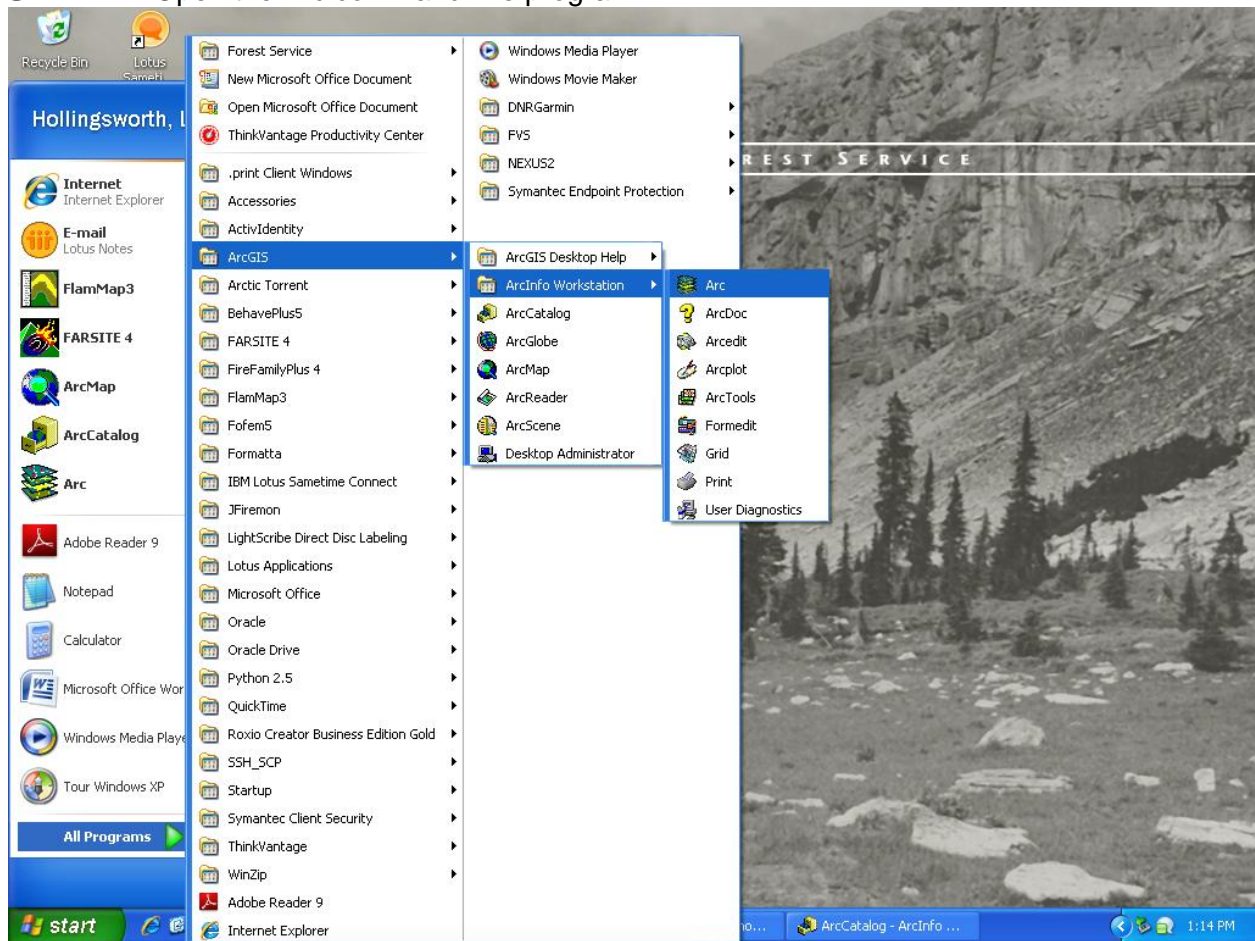 Recycle Bin
Lotus
Hollingsworth, L
Internet
Internet Explorer
E-mail
Lotus Notes
FlamMap3
FARSITE 4
ArcMap
ArcCatalog
Arc
Adobe Reader 9
Notepad
Calculator
Microsoft Office Wor
Windows Media Playe
Tour Windows XP
All Programs
start
Forest Service
New Microsoft Office Document
Open Microsoft Office Document
ThinkVantage Productivity Center
.print Client Windows
Accessories
ActivIdentity
ArcGIS
Arctic Torrent
BehavePlus5
FARSITE 4
FireFamilyPlus 4
FlamMap3
Fofem5
Formatta
IBM Lotus Sametime Connect
JFiremon
LightScribe Direct Disc Labeling
Lotus Applications
Microsoft Office
Oracle
Oracle Drive
Python 2.5
QuickTime
Roxio Creator Business Edition Gold
SSH_SCP
Startup
Symantec Client Security
ThinkVantage
WinZip
Adobe Reader 9
Internet Explorer
Windows Media Player
Windows Movie Maker
DNRGarmin
FVS
NEXUS2
Symantec Endpoint Protection
ArcGIS Desktop Help
ArcInfo Workstation
ArcCatalog
ArcGlobe
ArcMap
ArcReader
ArcScene
Desktop Administrator
Arc
ArcDoc
Arcedit
Arcplot
ArcTools
Formedit
Grid
Print
User Diagnostics
REST SERVICE
ArcCatalog - ArcInfo ...
1:14 PM